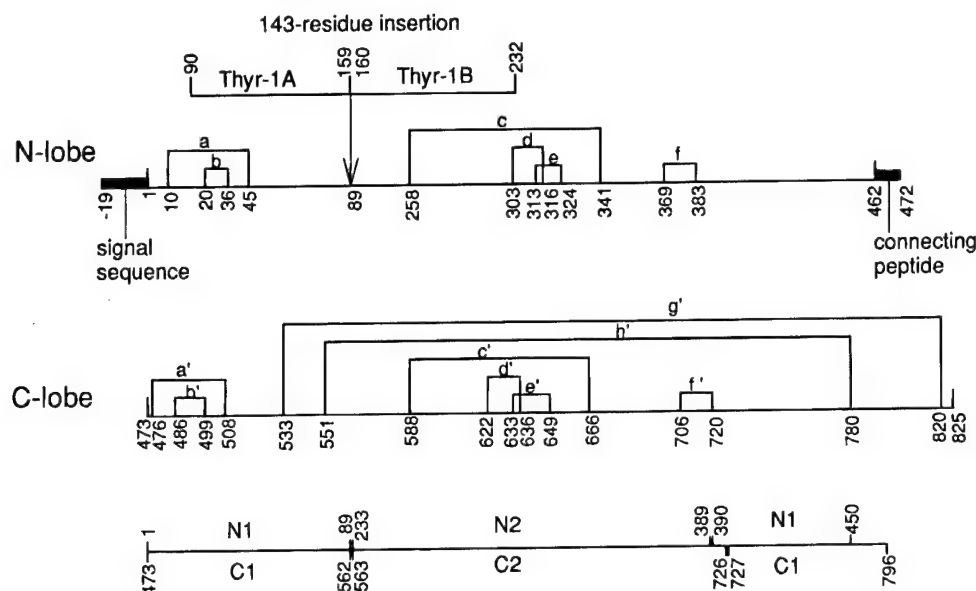 143-residue insertion
90 159 160 232
Thyr-1A Thyr-1B
N-lobe
a b c d e f
-19 1 10 20 36 45 89 258 303 313 316 324 341 369 383 462 472
signal sequence
connecting peptide
C-lobe
g'
h'
a' b' c' d' e' f'
473 476 486 499 508 533 551 588 622 633 636 649 666 706 720 780 820 825
1 89 233 389 390 450
N1 N2 N1
C1 C2 C1
473 562 563 726 727 796